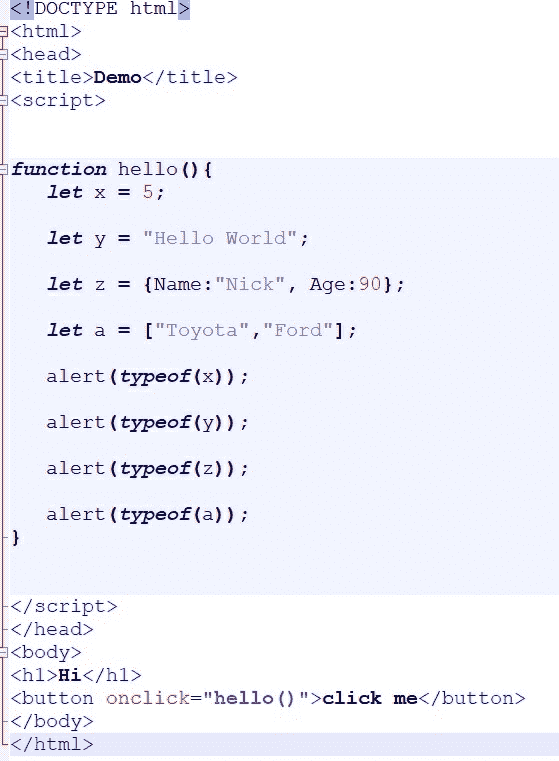 <!DOCTYPE html>
<html>
<head>
<title>Demo</title>
<script>
function hello(){
let x = 5;
let y = "Hello World";
let z = {Name:"Nick", Age:90};
let a = ["Toyota","Ford"];
alert(typeof(x));
alert(typeof(y));
alert(typeof(z));
alert(typeof(a));
}
</script>
</head>
<body>
<h1>Hi</h1>
<button onclick="hello()">click me</button>
</body>
</html>